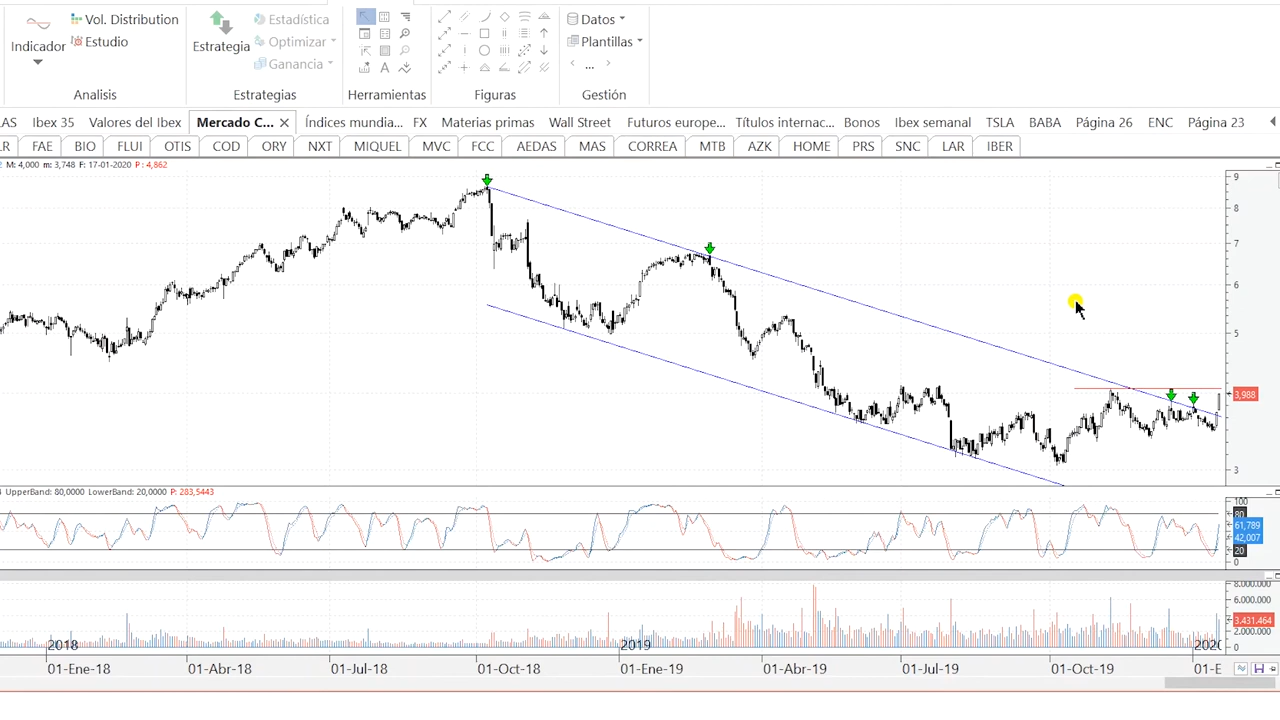 Indicador
Vol. Distribution
Estudio
Analisis
Estrategia
Estadística
Optimizar
Ganancia
Estrategias
A
Herramientas
Figuras
Datos
Plantillas
...
Gestión
AS Ibex 35 Valores del Ibex Mercado C... Índices mundia... FX Materias primas Wall Street Futuros europe... Títulos internac... Bonos Ibex semanal TSLA BABA Página 26 ENC Página 23
LR FAE BIO FLUI OTIS COD ORY NXT MIQUEL MVC FCC AEDAS MAS CORREA MTB AZK HOME PRS SNC LAR IBER
M: 4,000 m: 3,748 F: 17-01-2020 P: 4,862
9
8
7
6
5
3,988
3
UpperBand: 80,0000 LowerBand: 20,0000 P: 283,5443
100
80
61,789
42,007
20
0
8.000.000
6.000,000
3.431.464
2.000,000
0
2018 2019 2020
01-Ene-18 01-Abr-18 01-Jul-18 01-Oct-18 01-Ene-19 01-Abr-19 01-Jul-19 01-Oct-19 01-E